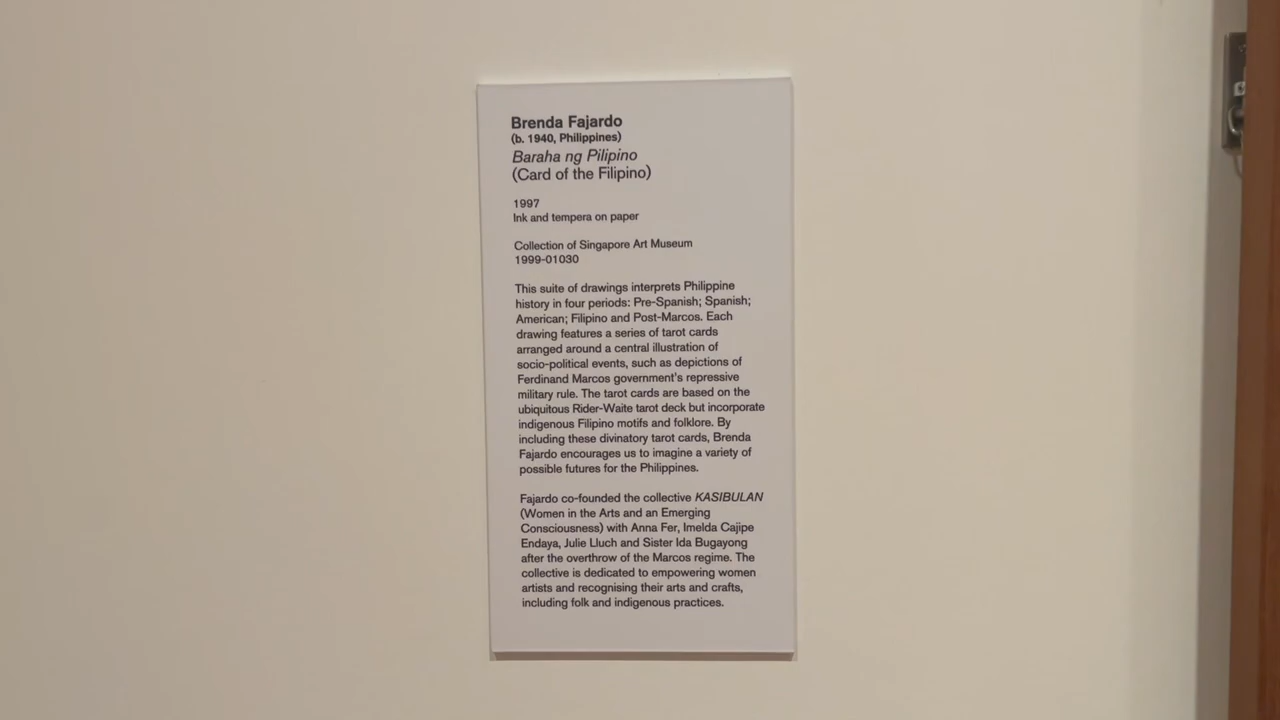 Brenda Fajardo
(b. 1940, Philippines)
Baraha ng Pilipino
(Card of the Filipino)
1997
Ink and tempera on paper
Collection of Singapore Art Museum
1999-01030
This suite of drawings interprets Philippine
history in four periods: Pre-Spanish; Spanish;
American; Filipino and Post-Marcos. Each
drawing features a series of tarot cards
arranged around a central illustration of
socio-political events, such as depictions of
Ferdinand Marcos government's repressive
military rule. The tarot cards are based on the
ubiquitous Rider-Waite tarot deck but incorporate
indigenous Filipino motifs and folklore. By
including these divinatory tarot cards, Brenda
Fajardo encourages us to imagine a variety of
possible futures for the Philippines.
Fajardo co-founded the collective KASIBULAN
(Women in the Arts and an Emerging
Consciousness) with Anna Fer, Imelda Cajipe
Endaya, Julie Lluch and Sister Ida Bugayong
after the overthrow of the Marcos regime. The
collective is dedicated to empowering women
artists and recognising their arts and crafts,
including folk and indigenous practices.